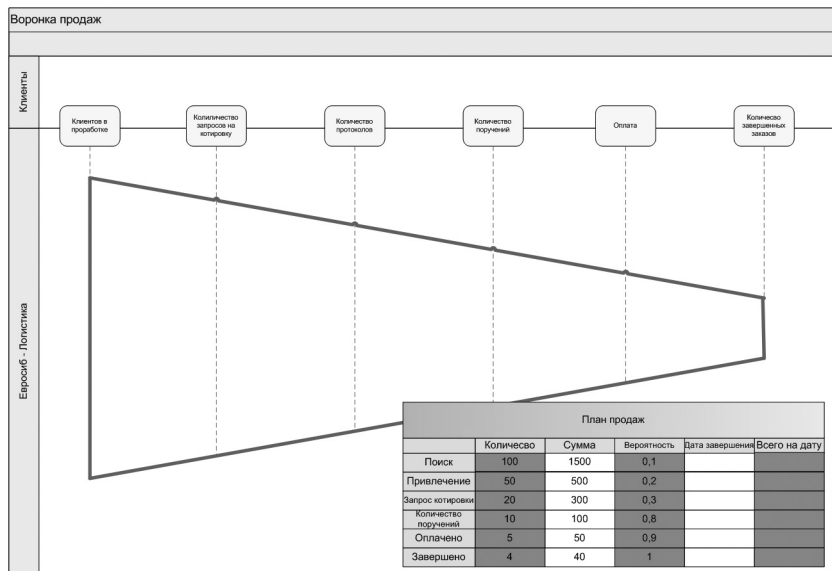 Воронка продаж
Клиенты
Клиентов в
проработке
Колиличество
запросов на
котировку
Количество
протоколов
Количество
поручений
Оплата
Количесво
завершенных
заказов
Евросиб - Логистика
План продаж
Количесво Сумма Вероятность Дата завершения Всего на дату
Поиск 100 1500 0,1
Привлечение 50 500 0,2
Запрос котировки 20 300 0,3
Количество
поручений 10 100 0,8
Оплачено 5 50 0,9
Завершено 4 40 1